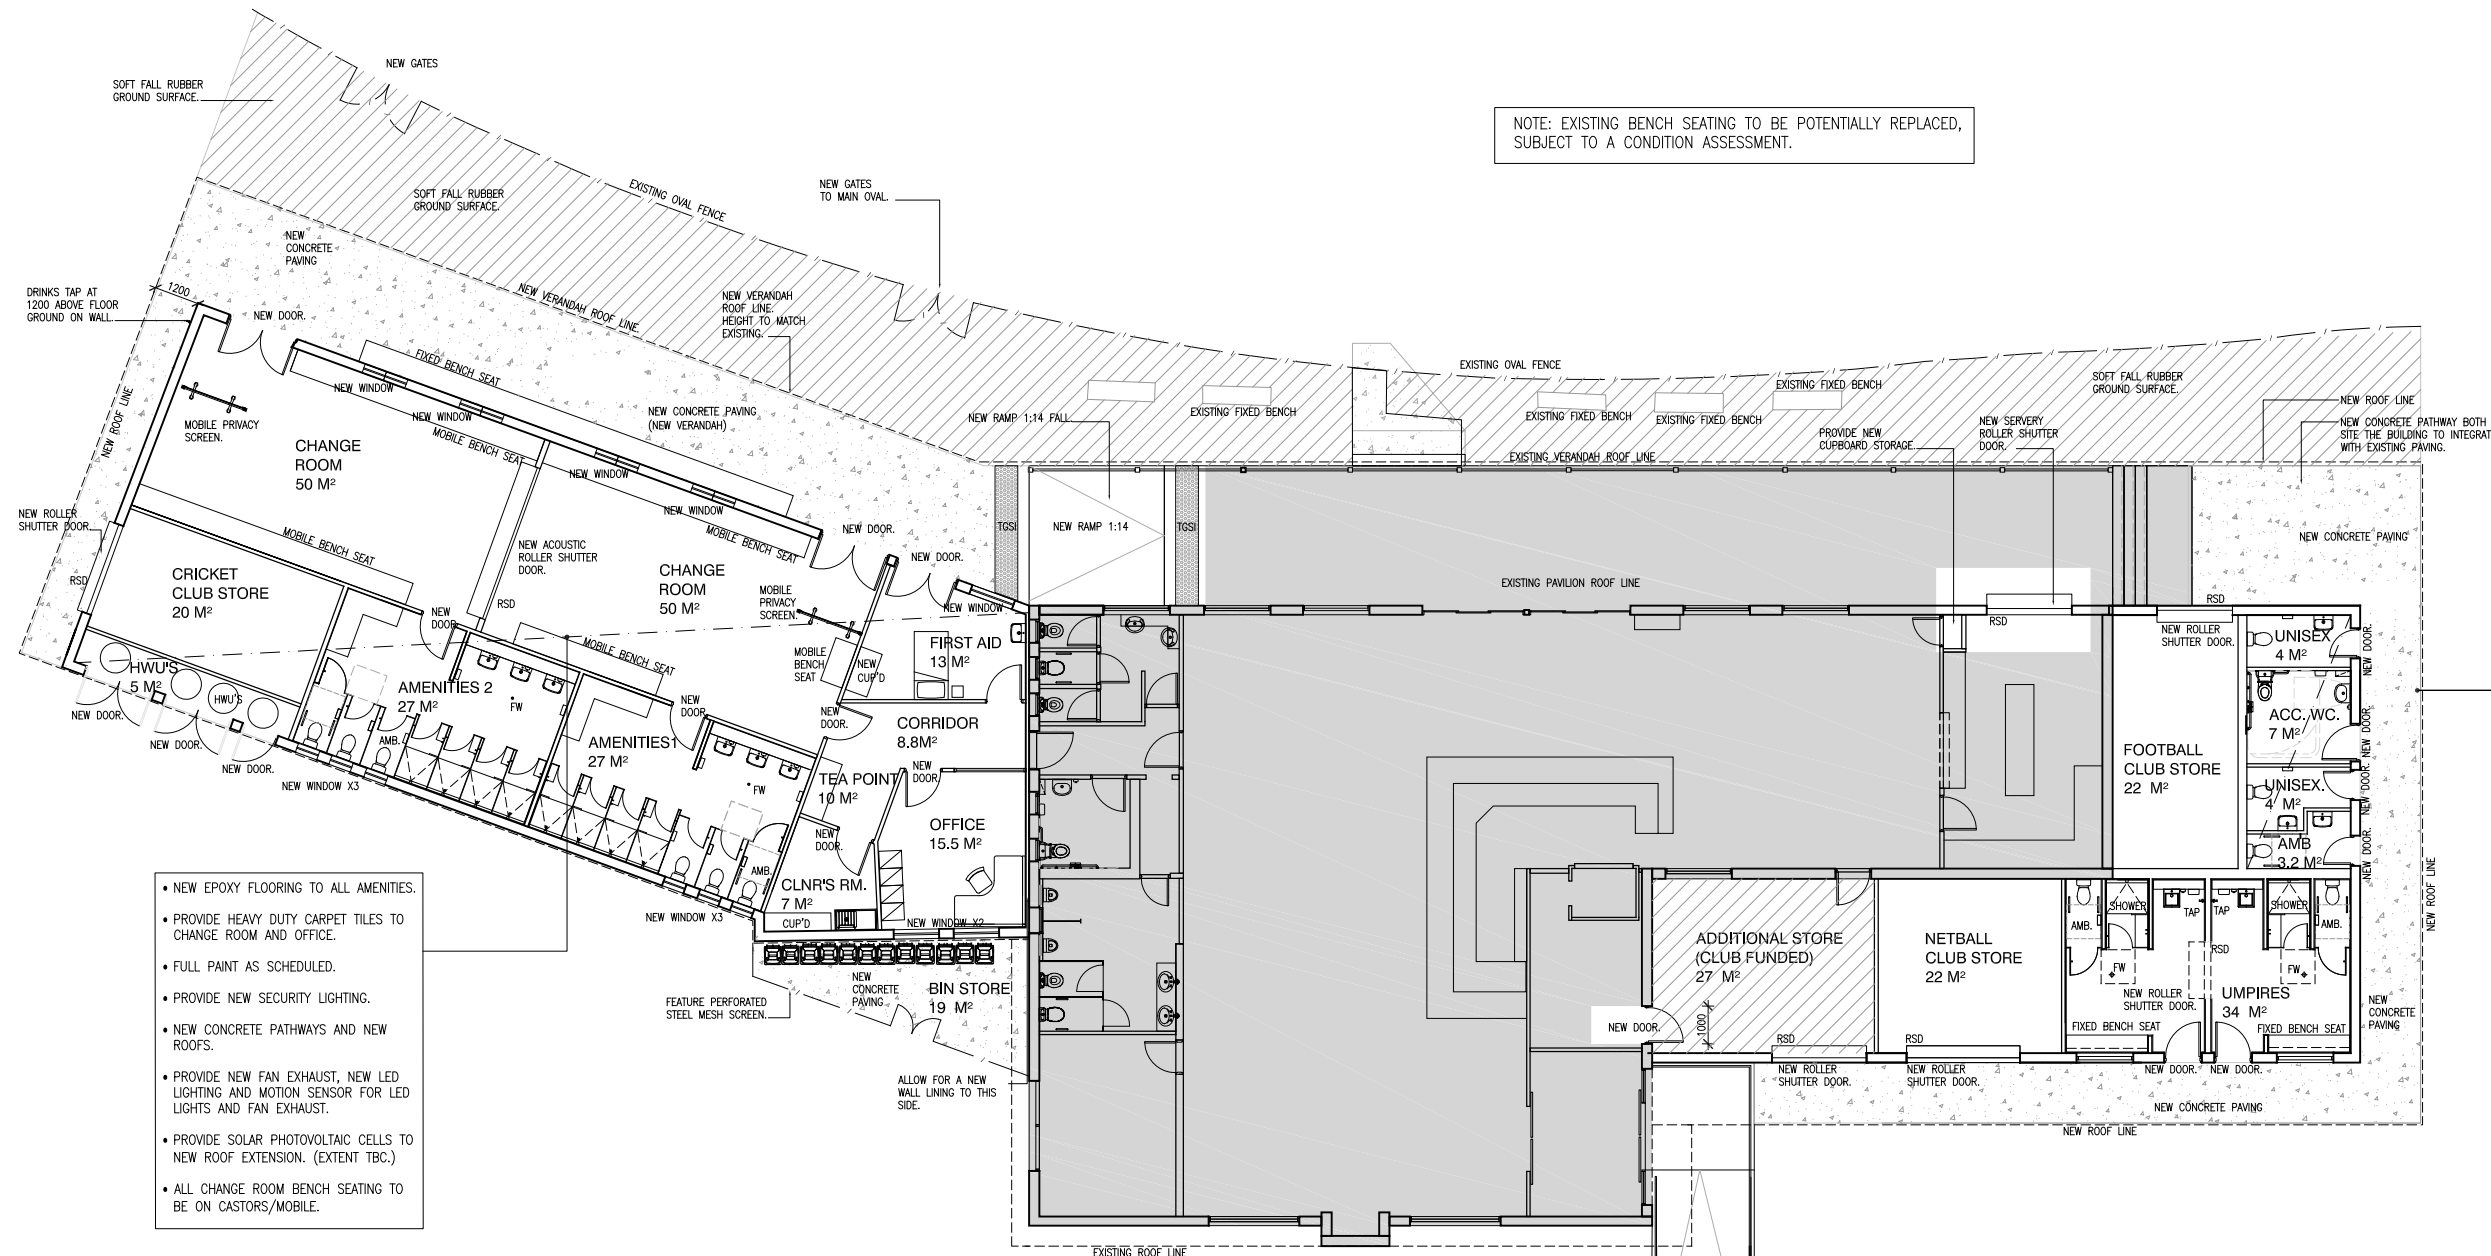 NEW GATES
SOFT FALL RUBBER
GROUND SURFACE.
NOTE: EXISTING BENCH SEATING TO BE POTENTIALLY REPLACED,
SUBJECT TO A CONDITION ASSESSMENT.
SOFT FALL RUBBER
GROUND SURFACE.
EXISTING OVAL FENCE
NEW GATES
TO MAIN OVAL.
NEW
CONCRETE
PAVING
DRINKS TAP AT
1200 ABOVE FLOOR
GROUND ON WALL.
1200
NEW DOOR.
NEW VERANDAH ROOF LINE.
NEW VERANDAH
ROOF LINE.
HEIGHT TO MATCH
EXISTING.
FIXED BENCH SEAT
NEW WINDOW
NEW WINDOW
NEW ROOF LINE
MOBILE PRIVACY
SCREEN.
CHANGE
ROOM
50 M²
MOBILE BENCH SEAT
NEW CONCRETE PAVING
(NEW VERANDAH)
NEW WINDOW
NEW WINDOW
NEW RAMP 1:14 FALL.
EXISTING OVAL FENCE
EXISTING FIXED BENCH
EXISTING FIXED BENCH
EXISTING FIXED BENCH
EXISTING FIXED BENCH
SOFT FALL RUBBER
GROUND SURFACE.
NEW ROOF LINE
NEW CONCRETE PATHWAY BOTH
SITE THE BUILDING TO INTEGRAT
WITH EXISTING PAVING.
PROVIDE NEW
CUPBOARD STORAGE.
NEW SERVERY
ROLLER SHUTTER
DOOR.
EXISTING VERANDAH ROOF LINE
NEW ROLLER
SHUTTER DOOR.
MOBILE BENCH SEAT
NEW ACOUSTIC
ROLLER SHUTTER
DOOR.
MOBILE BENCH SEAT
NEW DOOR.
NEW DOOR.
TGSI
NEW RAMP 1:14
TGSI
NEW CONCRETE PAVING
RSD
CRICKET
CLUB STORE
20 M²
RSD
CHANGE
ROOM
50 M²
MOBILE
PRIVACY
SCREEN.
NEW WINDOW
EXISTING PAVILION ROOF LINE
RSD
RSD
NEW ROLLER
SHUTTER DOOR.
NEW
DOOR.
MOBILE BENCH SEAT
MOBILE
BENCH
SEAT
NEW
CUP'D
FIRST AID
13 M²
UNISEX
4 M²
NEW DOOR.
HWU'S
5 M²
HWU'S
NEW DOOR.
NEW DOOR.
NEW DOOR.
AMENITIES 2
27 M²
FW
AMB.
NEW WINDOW X3
NEW
DOOR.
NEW
DOOR.
AMENITIES1
27 M²
FW
AMB.
NEW WINDOW X3
CORRIDOR
8.8M²
TEA POINT
10 M²
NEW
DOOR
OFFICE
15.5 M²
NEW
DOOR.
CLNR'S RM.
7 M²
CUP'D
NEW WINDOW X2
ACC. WC.
7 M²
NEW DOOR.
FOOTBALL
CLUB STORE
22 M²
UNISEX.
4 M²
NEW DOOR.
AMB
3.2 M²
NEW DOOR.
NEW ROOF LINE
• NEW EPOXY FLOORING TO ALL AMENITIES.
• PROVIDE HEAVY DUTY CARPET TILES TO
CHANGE ROOM AND OFFICE.
• FULL PAINT AS SCHEDULED.
• PROVIDE NEW SECURITY LIGHTING.
• NEW CONCRETE PATHWAYS AND NEW
ROOFS.
• PROVIDE NEW FAN EXHAUST, NEW LED
LIGHTING AND MOTION SENSOR FOR LED
LIGHTS AND FAN EXHAUST.
• PROVIDE SOLAR PHOTOVOLTAIC CELLS TO
NEW ROOF EXTENSION. (EXTENT TBC.)
• ALL CHANGE ROOM BENCH SEATING TO
BE ON CASTORS/MOBILE.
FEATURE PERFORATED
STEEL MESH SCREEN.
NEW
CONCRETE
PAVING
BIN STORE
19 M²
ALLOW FOR A NEW
WALL LINING TO THIS
SIDE.
ADDITIONAL STORE
(CLUB FUNDED)
27 M²
NEW DOOR.
1000
RSD
NEW ROLLER
SHUTTER DOOR.
NETBALL
CLUB STORE
22 M²
RSD
NEW ROLLER
SHUTTER DOOR.
AMB.
SHOWER
TAP
TAP
SHOWER
AMB.
FW
RSD
FW
NEW ROLLER
SHUTTER DOOR.
UMPIRES
34 M²
FIXED BENCH SEAT
FIXED BENCH SEAT
NEW DOOR.
NEW DOOR.
NEW
CONCRETE
PAVING
NEW CONCRETE PAVING
NEW ROOF LINE
EXISTING ROOF LINE